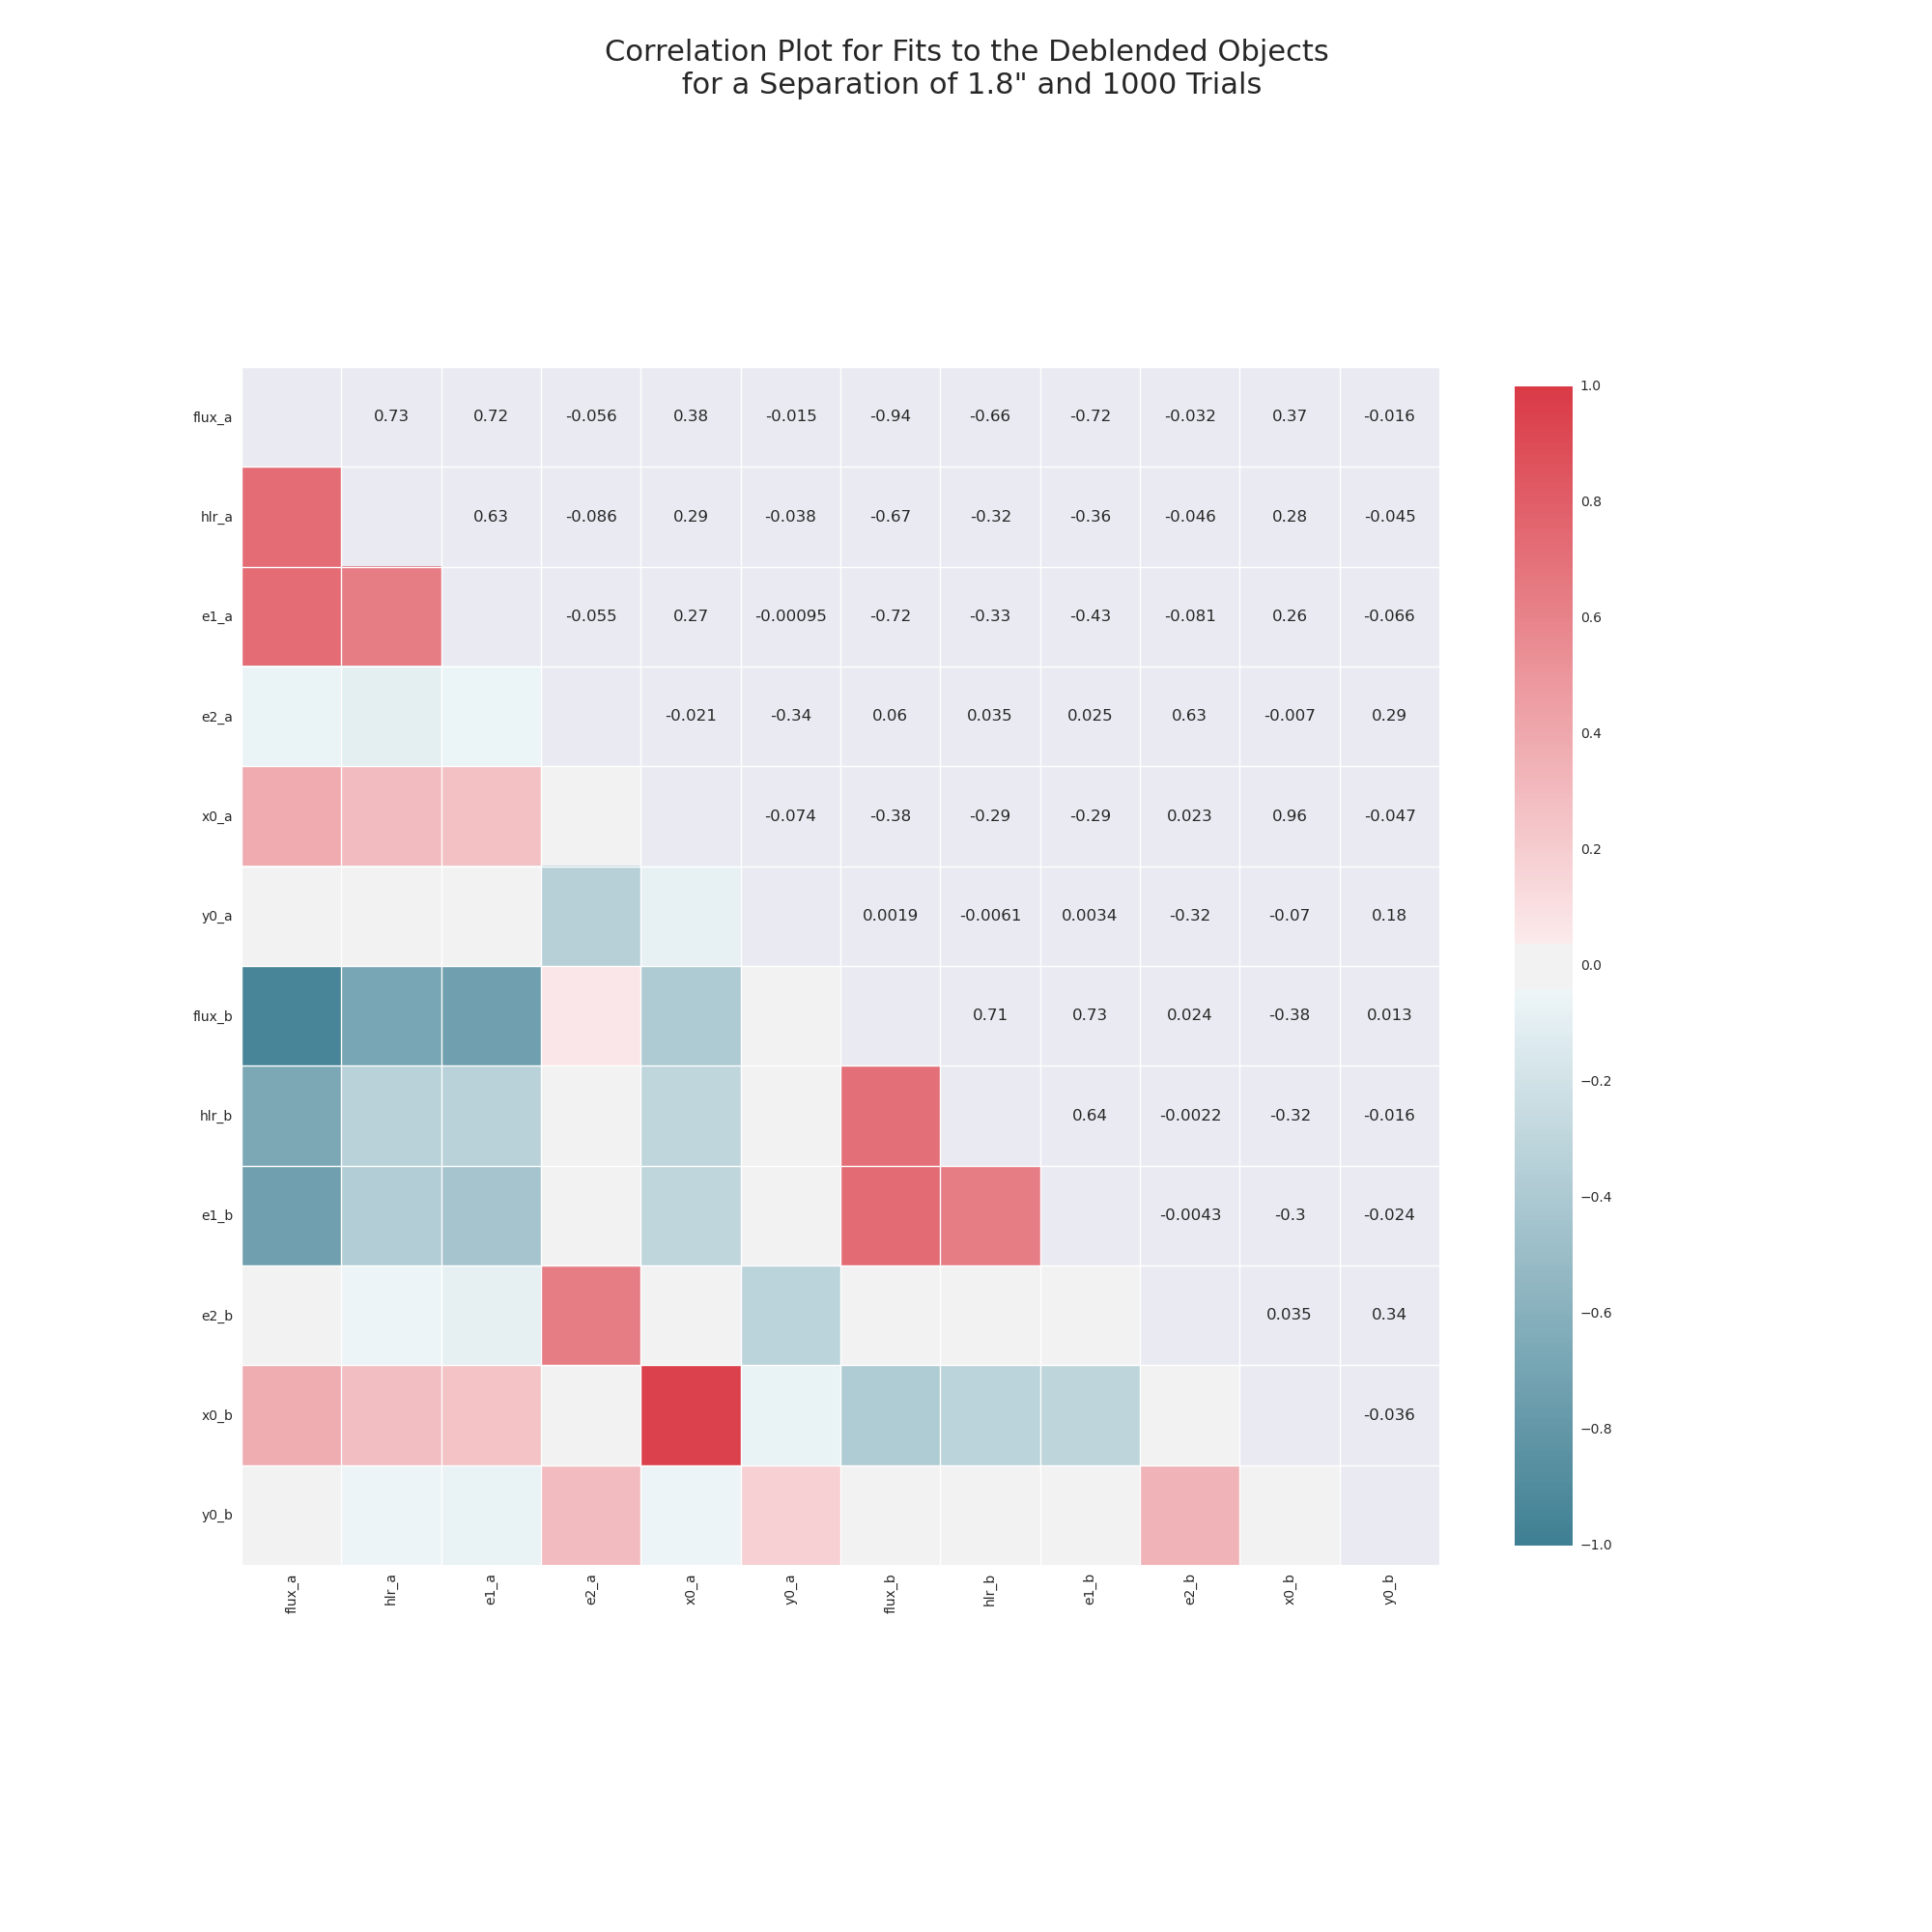 Correlation Plot for Fits to the Deblended Objects
for a Separation of 1.8" and 1000 Trials
flux_a 0.73 0.72 -0.056 0.38 -0.015 -0.94 -0.66 -0.72 -0.032 0.37 -0.016
hlr_a 0.63 -0.086 0.29 -0.038 -0.67 -0.32 -0.36 -0.046 0.28 -0.045
e1_a -0.055 0.27 -0.00095 -0.72 -0.33 -0.43 -0.081 0.26 -0.066
e2_a -0.021 -0.34 0.06 0.035 0.025 0.63 -0.007 0.29
x0_a -0.074 -0.38 -0.29 -0.29 0.023 0.96 -0.047
y0_a 0.0019 -0.0061 0.0034 -0.32 -0.07 0.18
flux_b 0.71 0.73 0.024 -0.38 0.013
hlr_b 0.64 -0.0022 -0.32 -0.016
e1_b -0.0043 -0.3 -0.024
e2_b 0.035 0.34
x0_b -0.036
y0_b
flux_a hlr_a e1_a e2_a x0_a y0_a flux_b hlr_b e1_b e2_b x0_b y0_b
1.0
0.8
0.6
0.4
0.2
0.0
−0.2
−0.4
−0.6
−0.8
−1.0